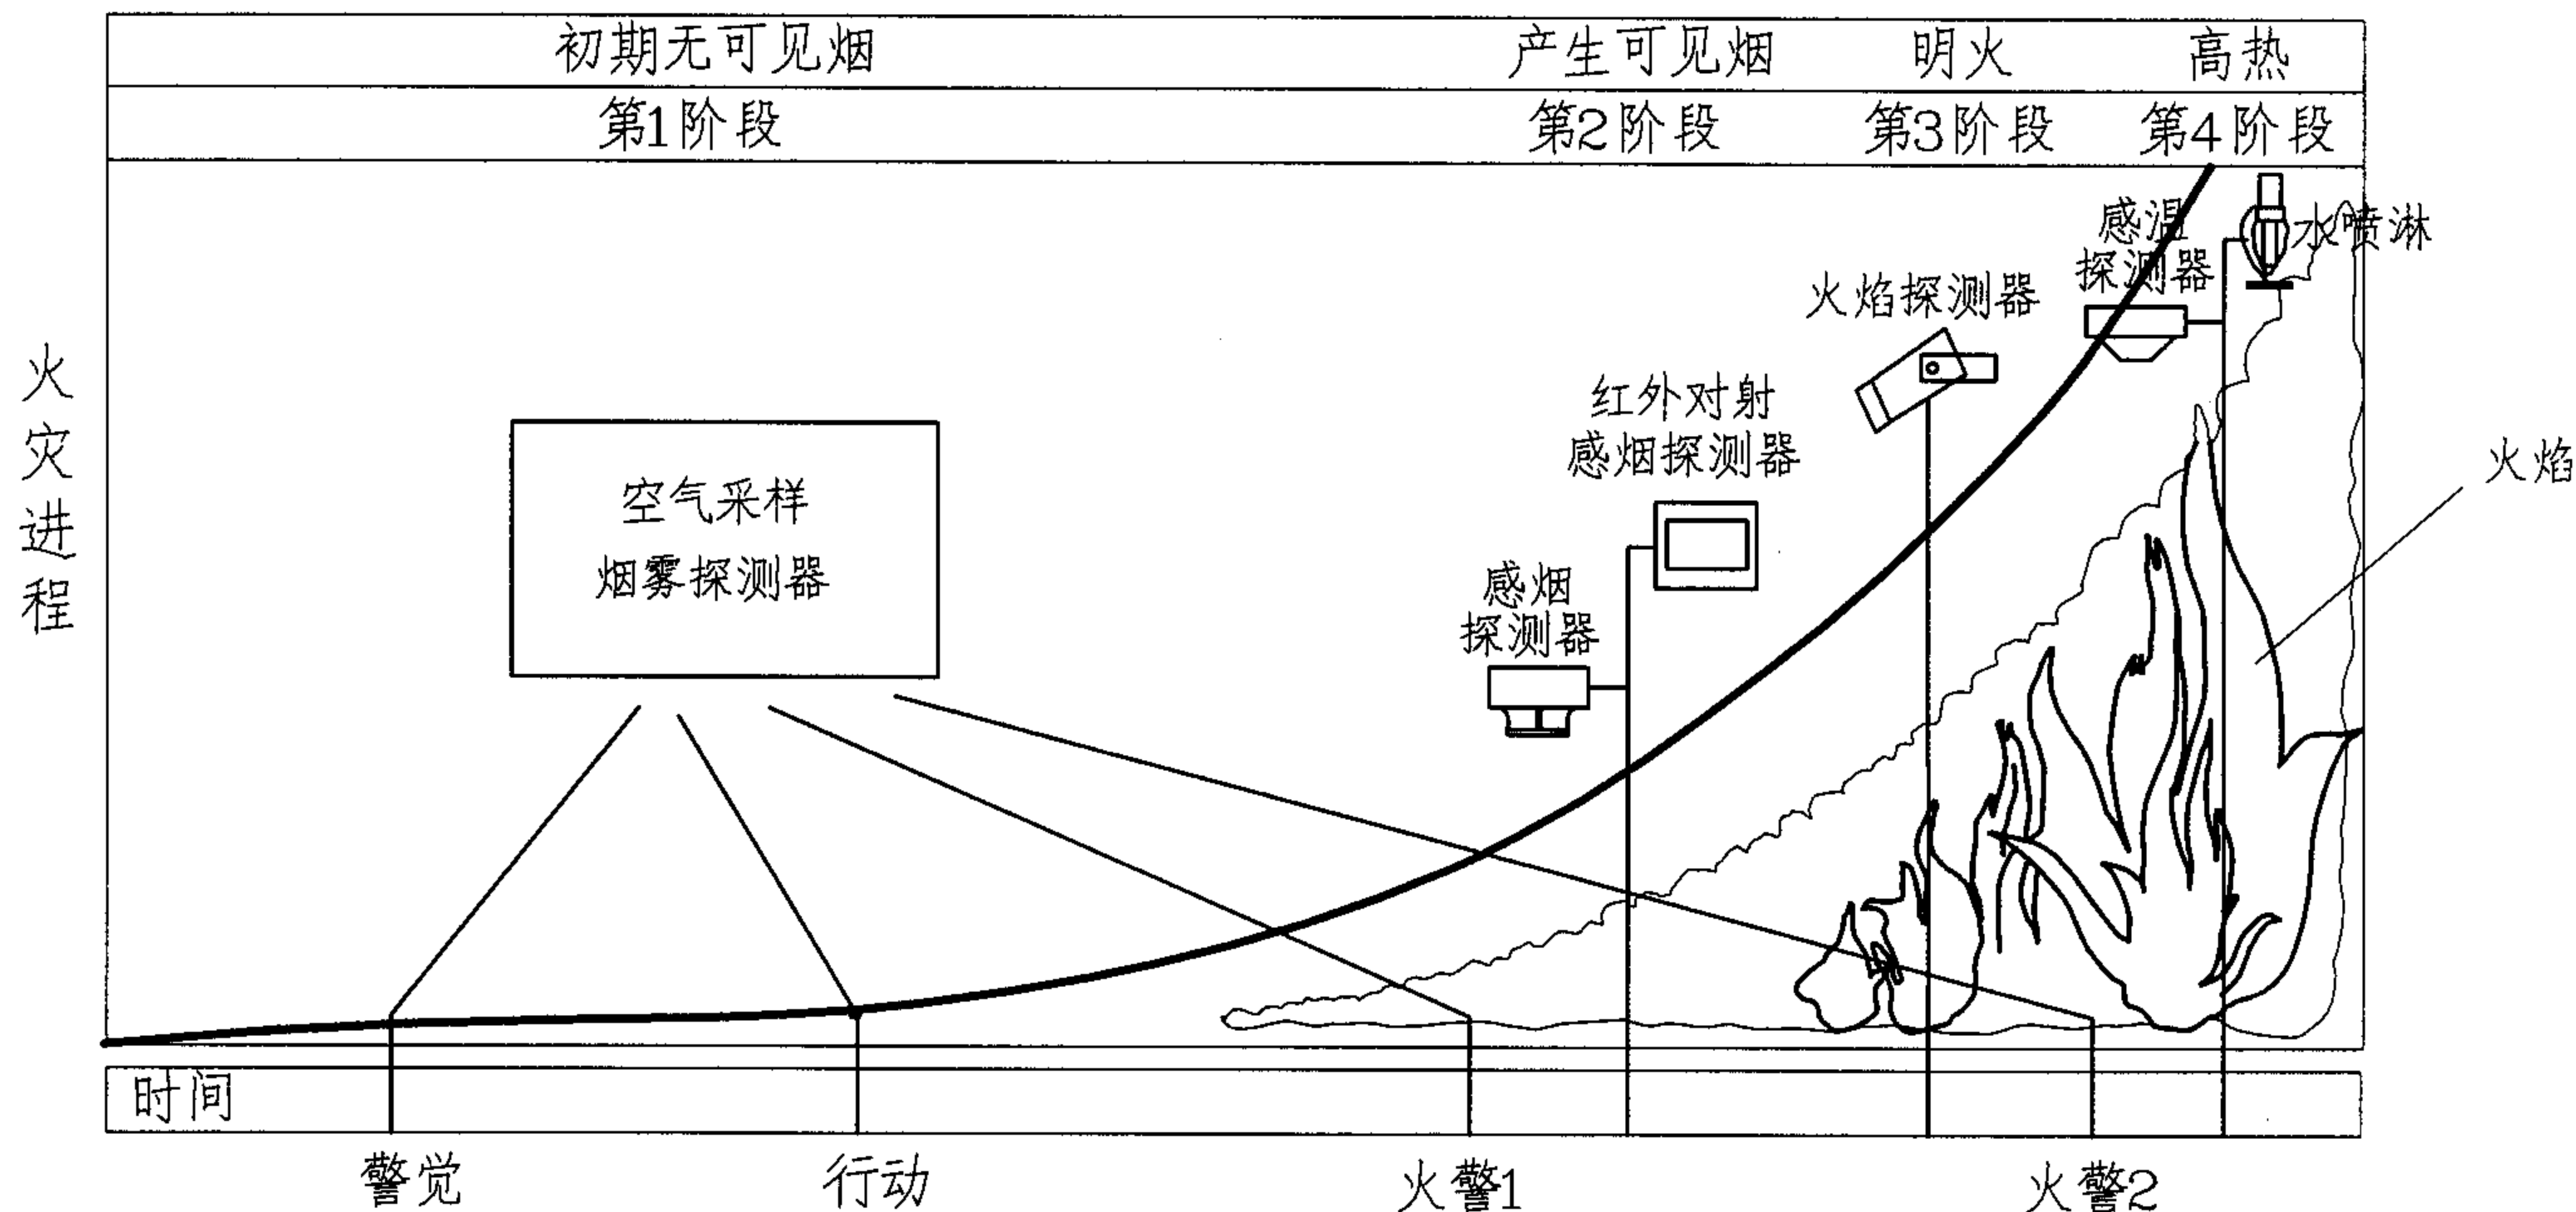 初期无可见烟 产生可见烟 明火 高热
第1阶段 第2阶段 第3阶段 第4阶段
感温
探测器
水喷淋
火焰探测器
红外对射
感烟探测器
火焰
火灾进程
空气采样
烟雾探测器
感烟
探测器
时间
警觉 行动 火警1 火警2